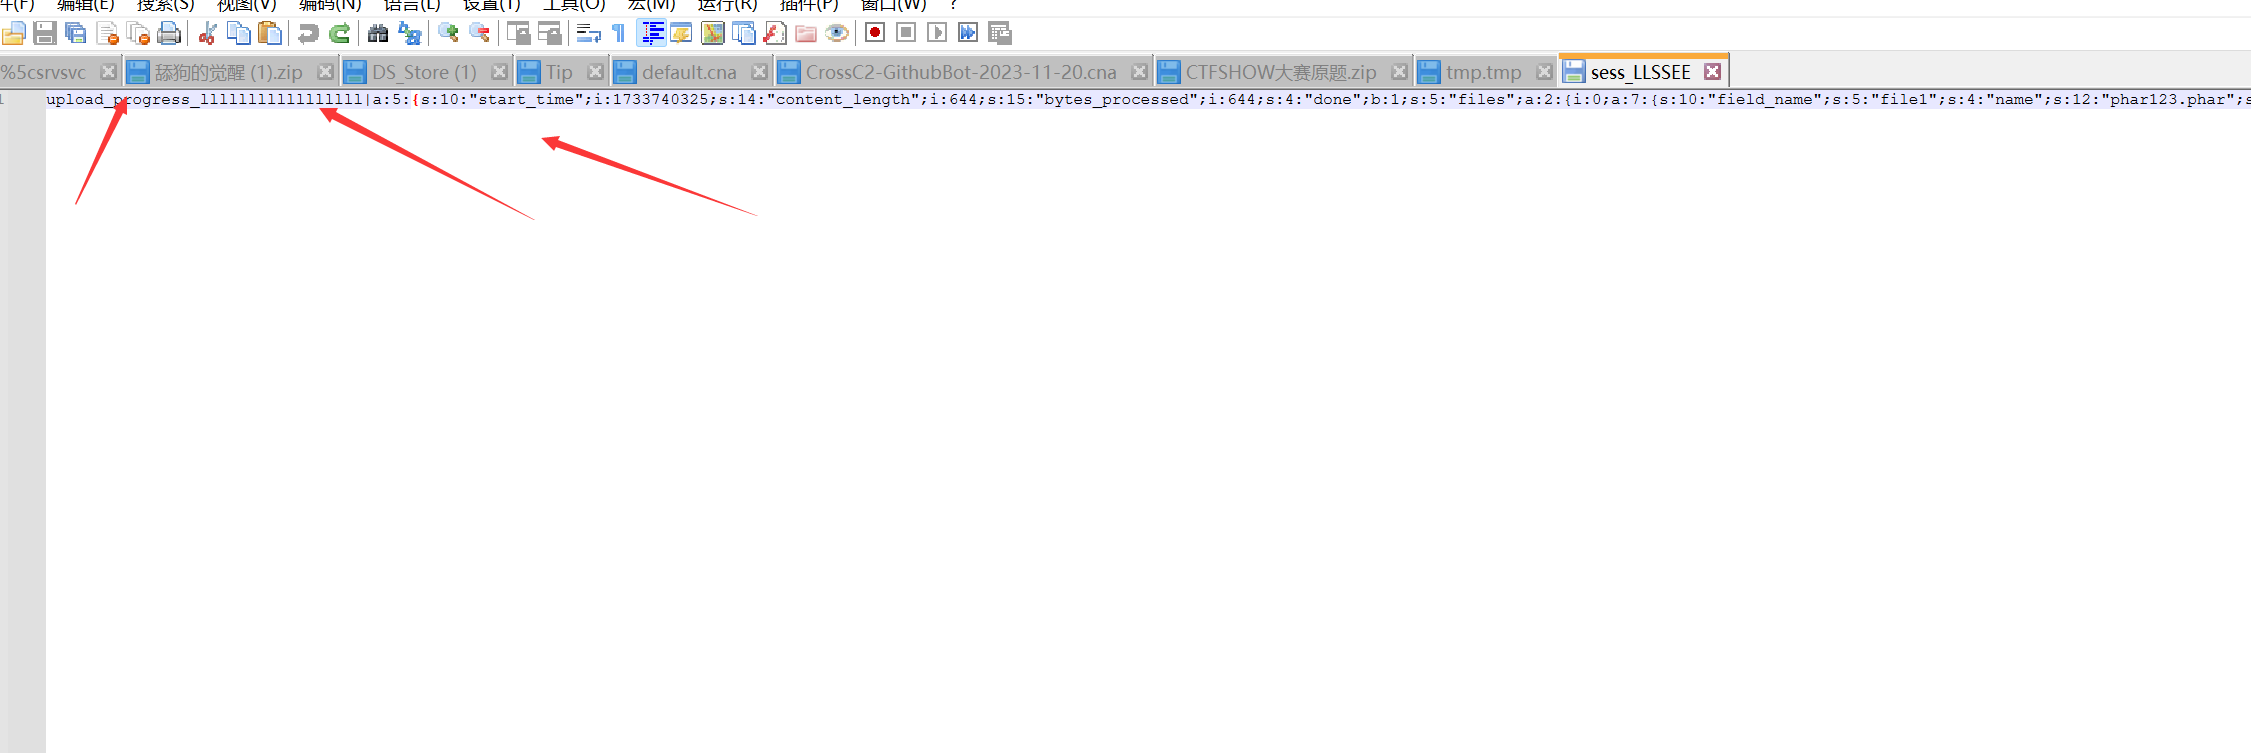 件(F) 编辑(E) 搜索(S) 视图(V) 编码(N) 语言(L) 设置(T) 工具(O) 宏(M) 运行(R) 插件(P) 窗口(W) ?
%5csrvsvc 舔狗的觉醒 (1).zip DS_Store (1) Tip default.cna CrossC2-GithubBot-2023-11-20.cna CTFSHOW大赛原题.zip tmp.tmp sess_LLSSEE
1 upload_progress_lllllllllllllllll|a:5:{s:10:"start_time";i:1733740325;s:14:"content_length";i:644;s:15:"bytes_processed";i:644;s:4:"done";b:1;s:5:"files";a:2:{i:0;a:7:{s:10:"field_name";s:5:"file1";s:4:"name";s:12:"phar123.phar";s